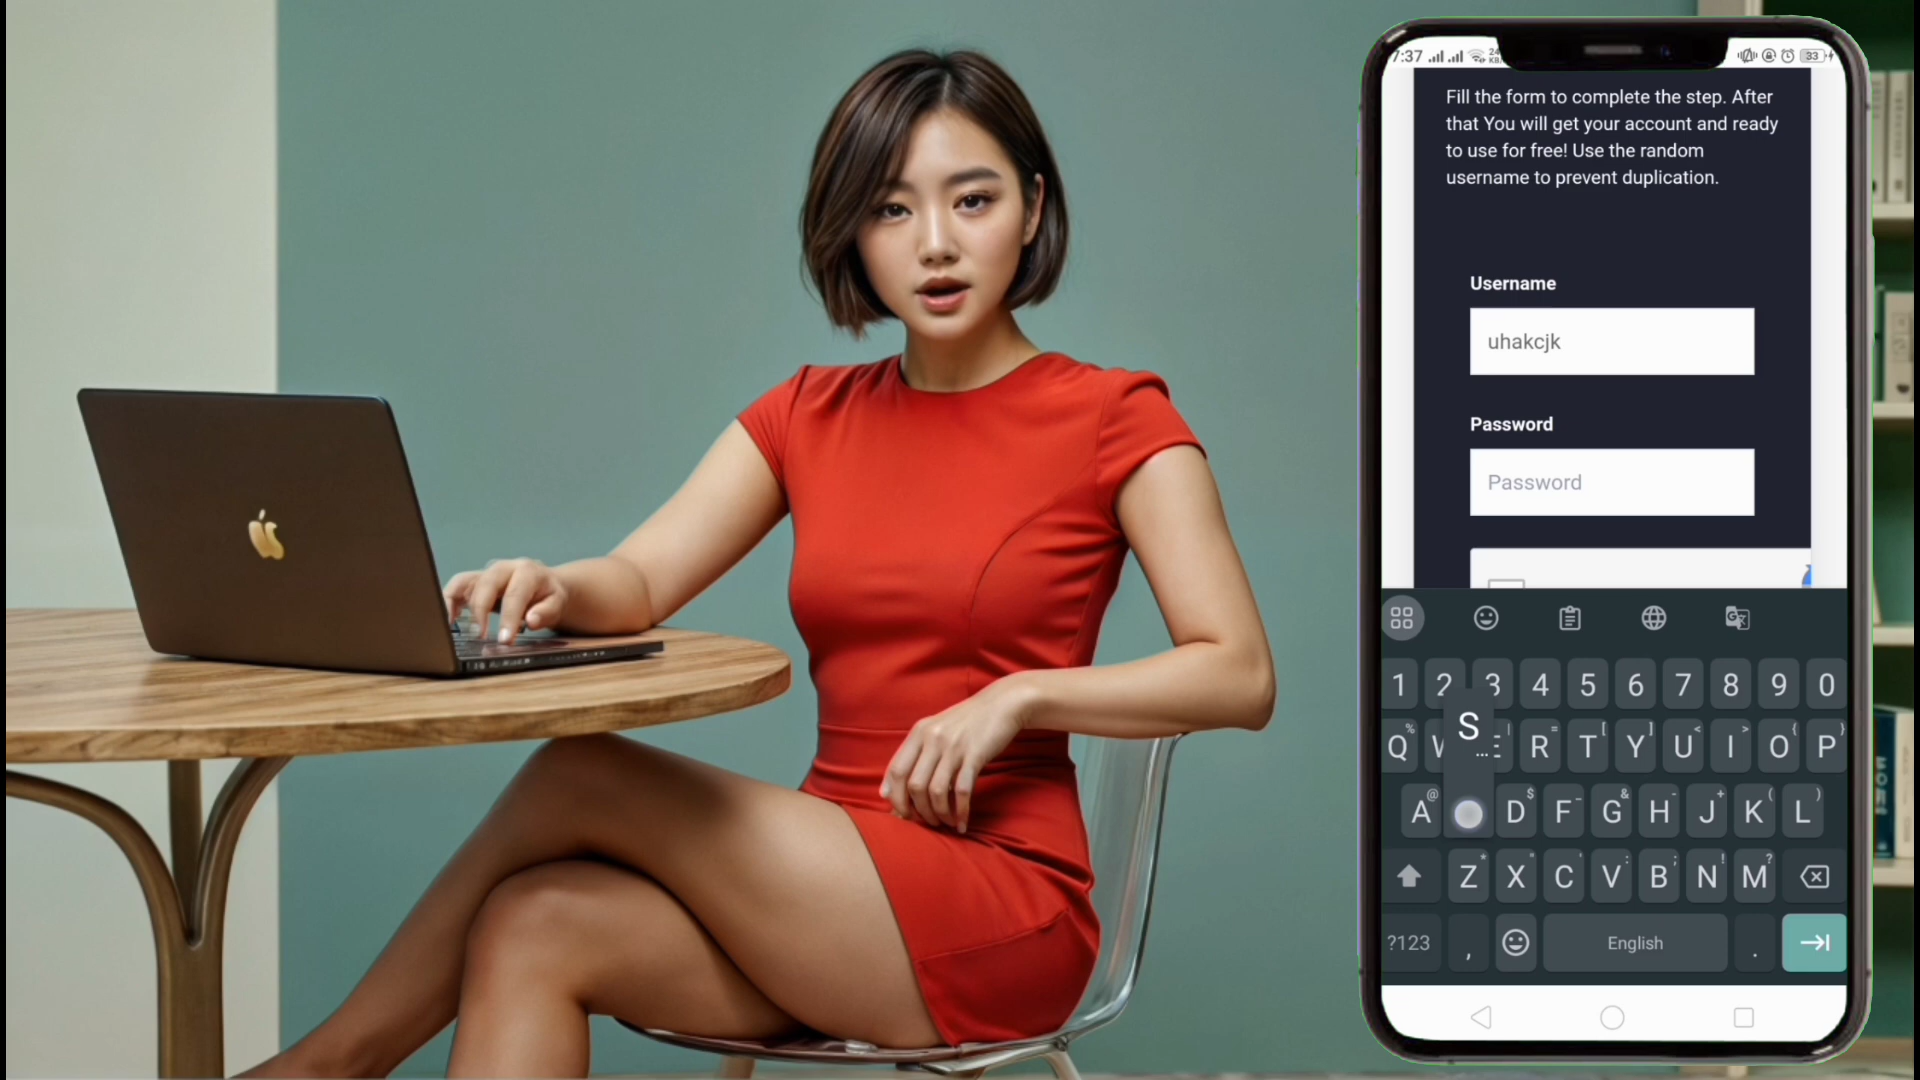 7:37
33
Fill the form to complete the step. After
that You will get your account and ready
to use for free! Use the random
username to prevent duplication.
Username
uhakcjk
Password
Password
1 2 3 4 5 6 7 8 9 0
Q W E R T Y U I O P
S
A D F G H J K L
Z X C V B N M
?123 , English .